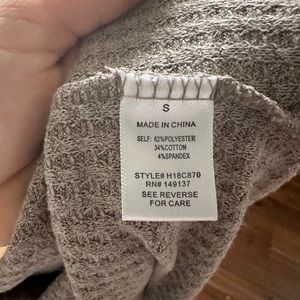 S
MADE IN CHINA
SELF: 62%POLYESTER
34%COTTON
4%SPANDEX
STYLE# H18C870
RN# 149137
SEE REVERSE
FOR CARE